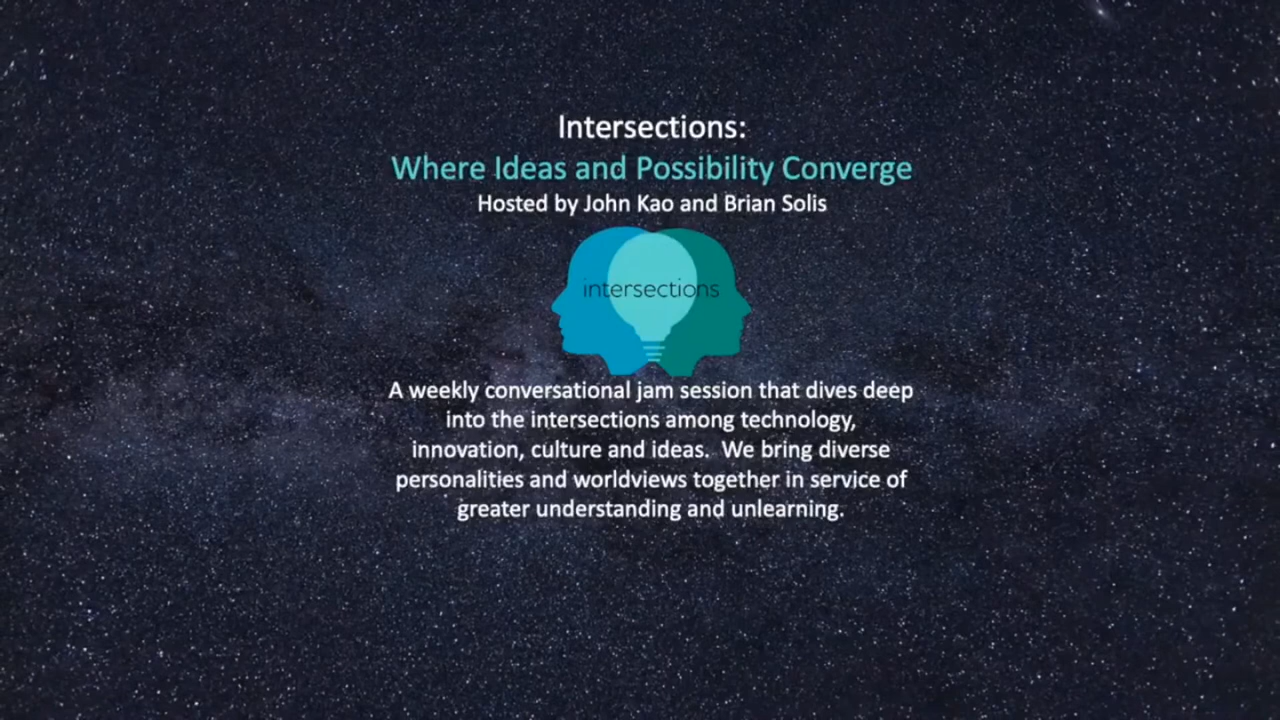 Intersections:
Where Ideas and Possibility Converge
Hosted by John Kao and Brian Solis
intersections
A weekly conversational jam session that dives deep
into the intersections among technology,
innovation, culture and ideas.  We bring diverse
personalities and worldviews together in service of
greater understanding and unlearning.